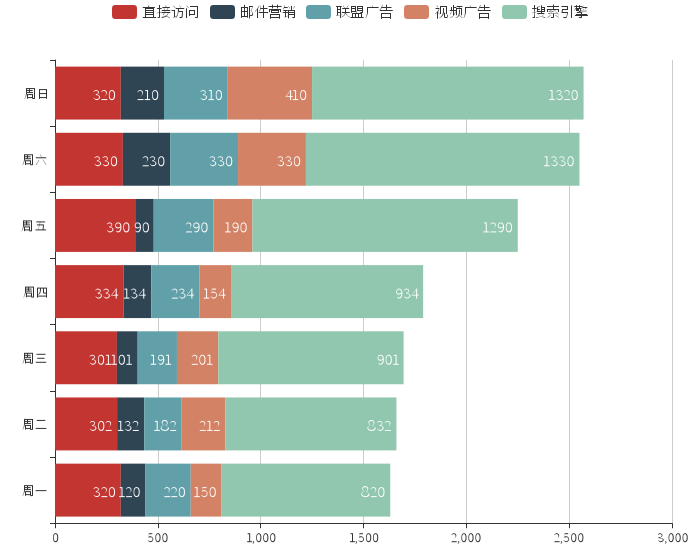 直接访问 邮件营销 联盟广告 视频广告 搜索引擎
周日 320 210 310 410 1320
周六 330 230 330 330 1330
周五 390 90 290 190 1290
周四 334 134 234 154 934
周三 301 101 191 201 901
周二 302 132 182 212 832
周一 320 120 220 150 820
0 500 1,000 1,500 2,000 2,500 3,000